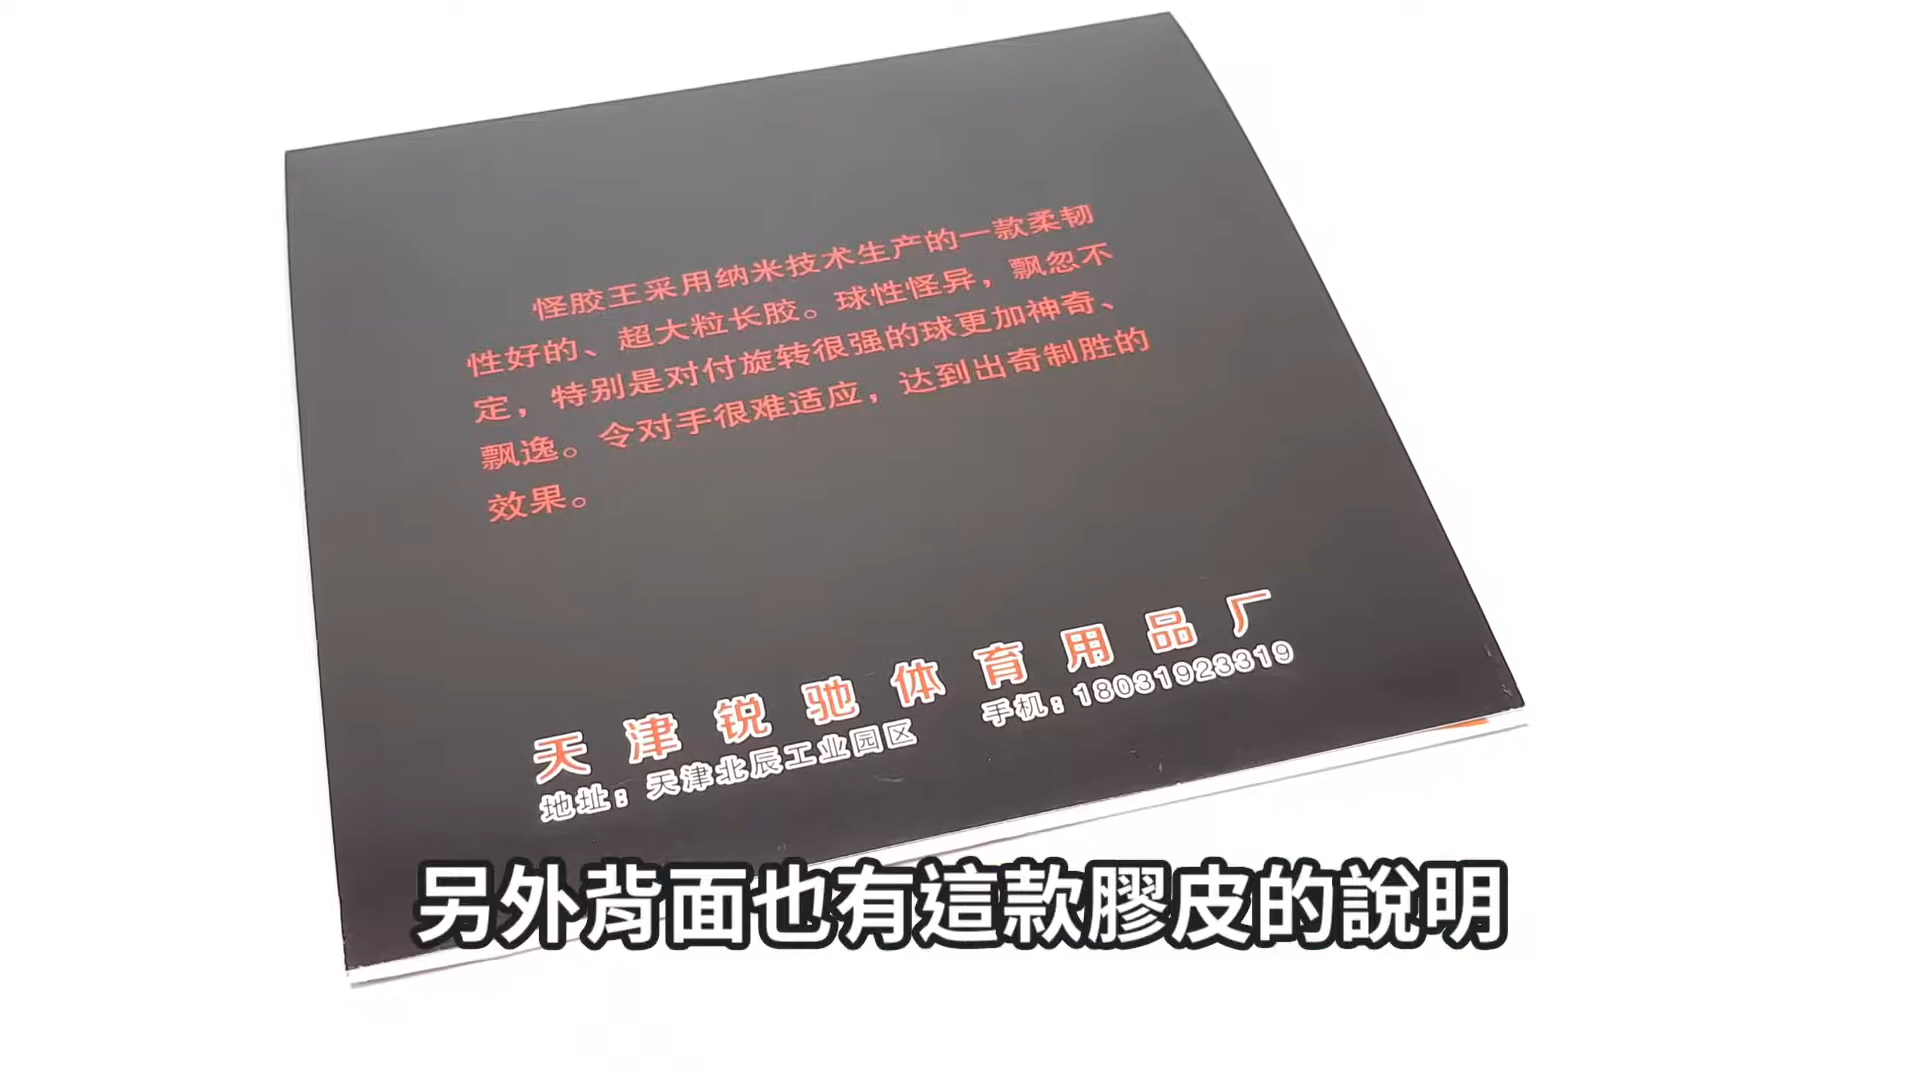 怪胶王采用纳米技术生产的一款柔韧
性好的、超大粒长胶。球性怪异，飘忽不
定，特别是对付旋转很强的球更加神奇、
飘逸。令对手很难适应，达到出奇制胜的
效果。
天津锐驰体育用品厂
地址：天津北辰工业园区 手机：18031923319
另外背面也有這款膠皮的說明